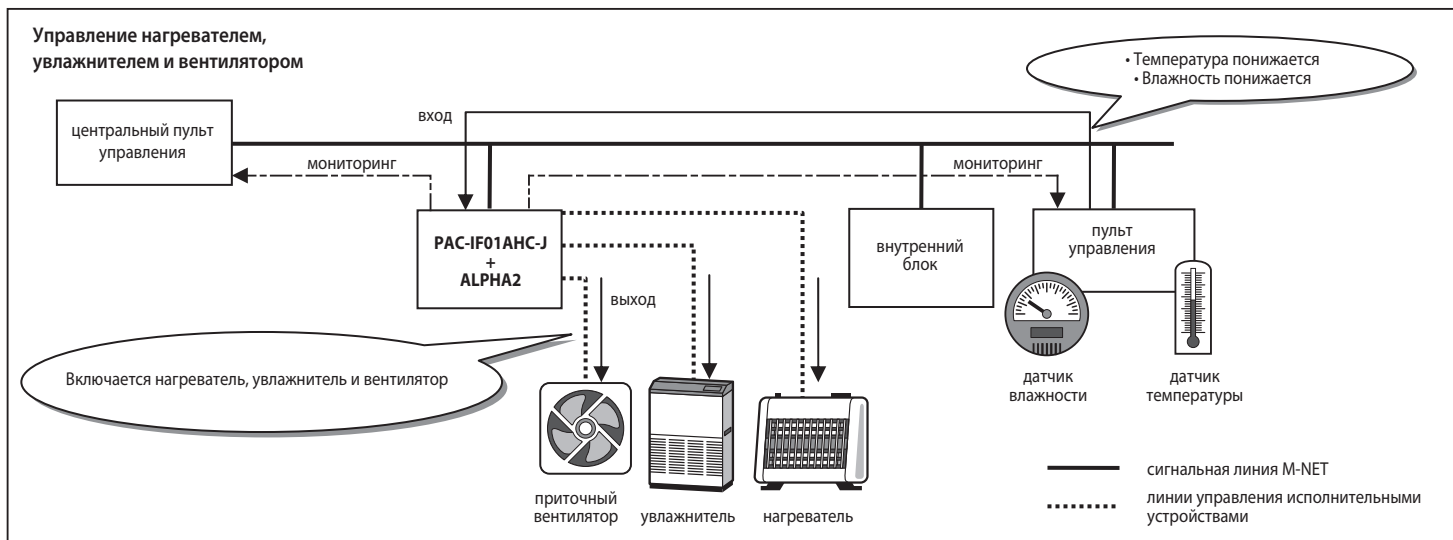 Управление нагревателем,
увлажнителем и вентилятором
• Температура понижается
• Влажность понижается
вход
центральный пульт
управления
мониторинг
мониторинг
PAC-IF01AHC-J
+
ALPHA2
внутренний
блок
пульт
управления
выход
Включается нагреватель, увлажнитель и вентилятор
датчик
влажности
датчик
температуры
приточный
вентилятор
увлажнитель
нагреватель
сигнальная линия M-NET
линии управления исполнительными
устройствами